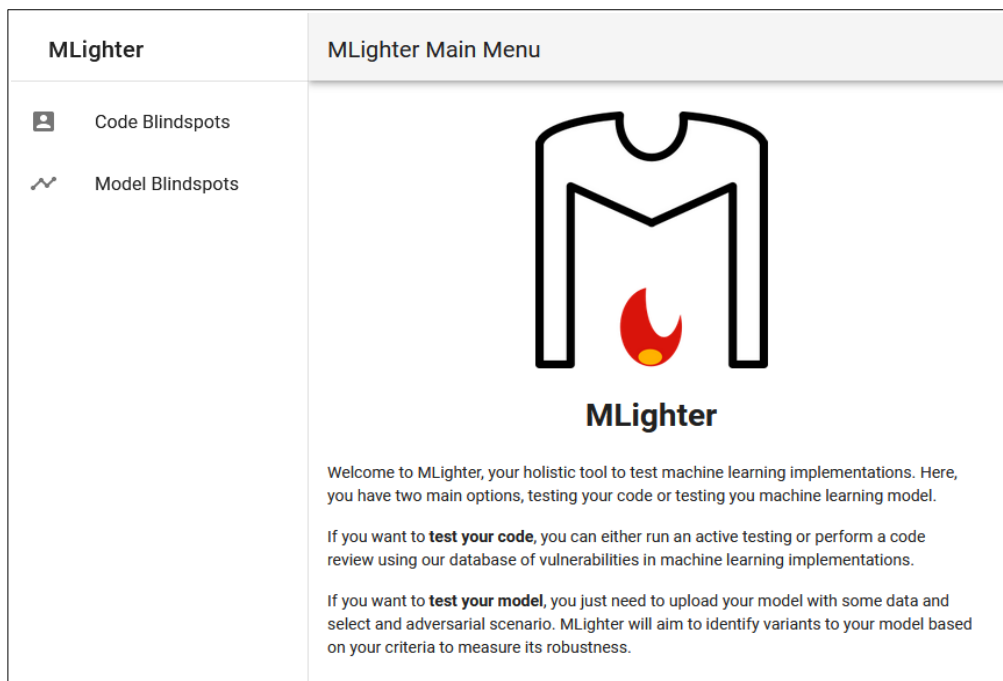 MLighter
MLighter Main Menu
Code Blindspots
Model Blindspots
MLighter
Welcome to MLighter, your holistic tool to test machine learning implementations. Here,
you have two main options, testing your code or testing you machine learning model.
If you want to test your code, you can either run an active testing or perform a code
review using our database of vulnerabilities in machine learning implementations.
If you want to test your model, you just need to upload your model with some data and
select and adversarial scenario. MLighter will aim to identify variants to your model based
on your criteria to measure its robustness.